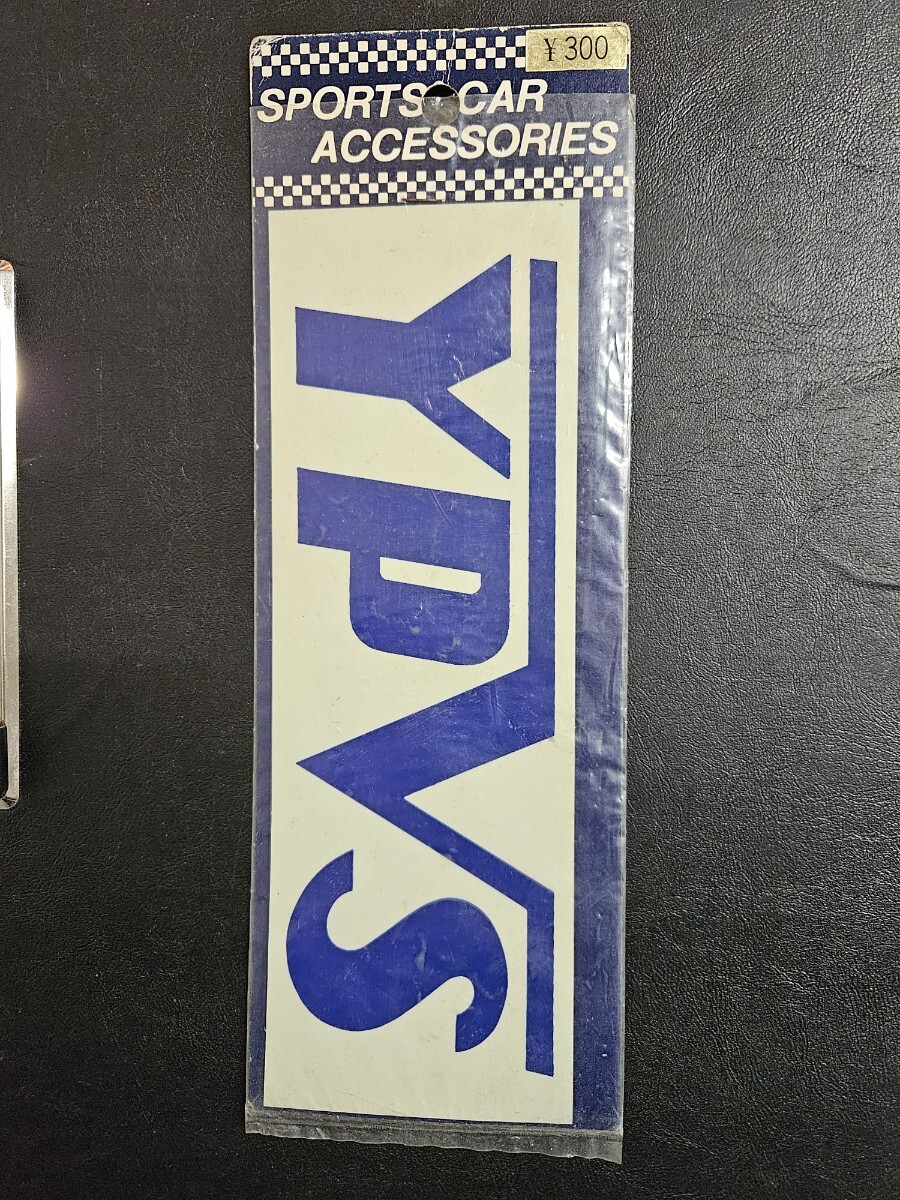 ¥300
SPORTS CAR
ACCESSORIES
YPVS